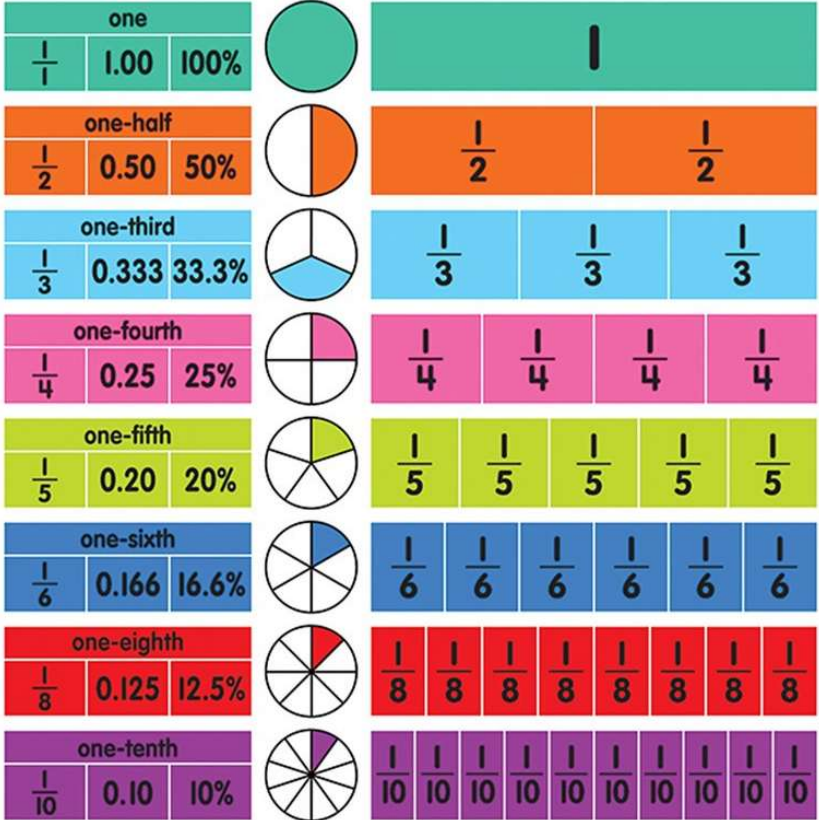 one
1/1 1.00 100%
1
one-half
1/2 0.50 50%
1/2 1/2
one-third
1/3 0.333 33.3%
1/3 1/3 1/3
one-fourth
1/4 0.25 25%
1/4 1/4 1/4 1/4
one-fifth
1/5 0.20 20%
1/5 1/5 1/5 1/5 1/5
one-sixth
1/6 0.166 16.6%
1/6 1/6 1/6 1/6 1/6 1/6
one-eighth
1/8 0.125 12.5%
1/8 1/8 1/8 1/8 1/8 1/8 1/8 1/8
one-tenth
1/10 0.10 10%
1/10 1/10 1/10 1/10 1/10 1/10 1/10 1/10 1/10 1/10